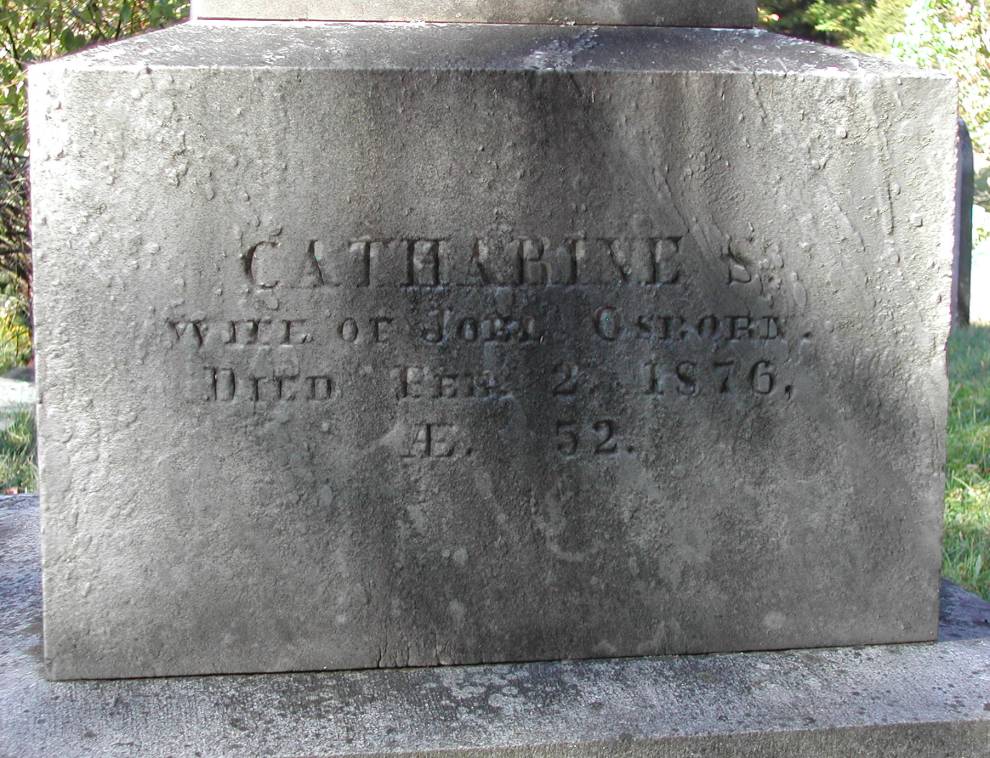 CATHARINE S.
WIFE OF JOEL OSBORN.
DIED FEB. 2, 1876,
Æ. 52.